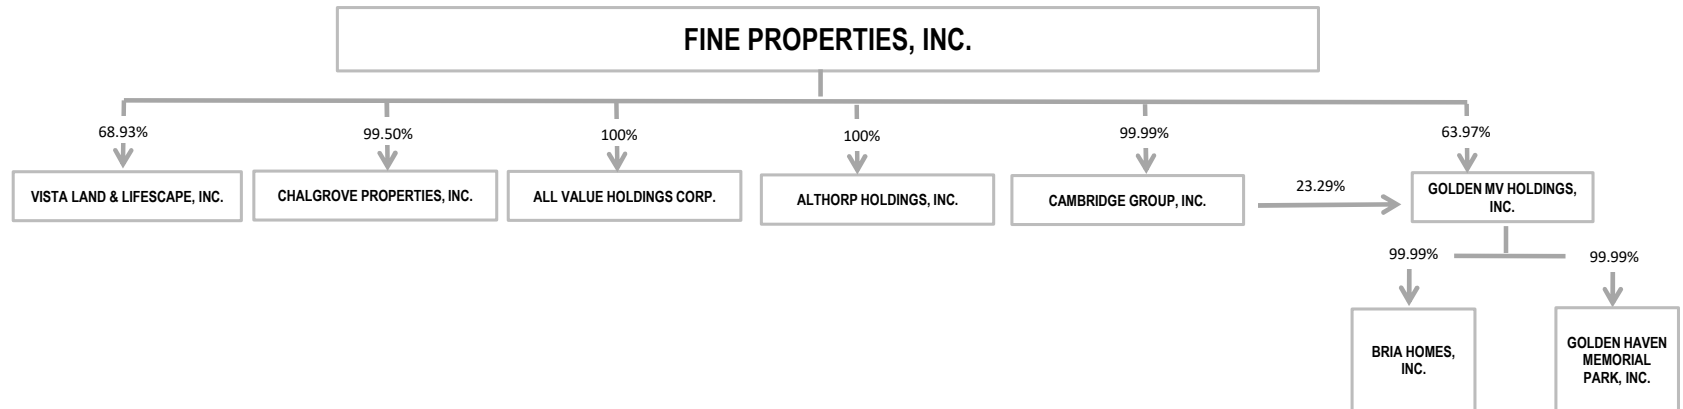 FINE PROPERTIES, INC.
68.93%
99.50%
100%
100%
99.99%
63.97%
VISTA LAND & LIFESCAPE, INC.
CHALGROVE PROPERTIES, INC.
ALL VALUE HOLDINGS CORP.
ALTHORP HOLDINGS, INC.
CAMBRIDGE GROUP, INC.
23.29%
GOLDEN MV HOLDINGS,
INC.
99.99%
99.99%
BRIA HOMES,
INC.
GOLDEN HAVEN
MEMORIAL
PARK, INC.